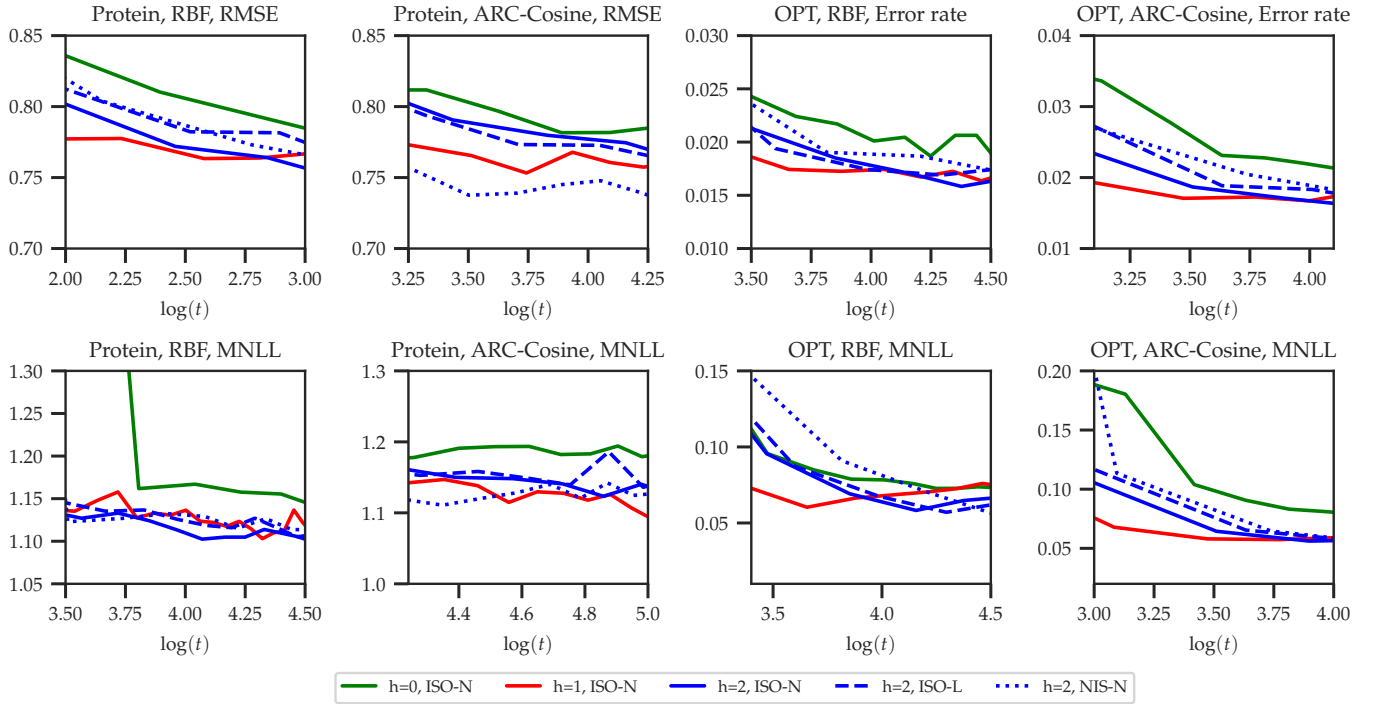 Protein, RBF, RMSE
0.85
0.80
0.75
0.70
2.00 2.25 2.50 2.75 3.00
log(t)
Protein, ARC-Cosine, RMSE
0.85
0.80
0.75
0.70
3.25 3.50 3.75 4.00 4.25
log(t)
OPT, RBF, Error rate
0.030
0.025
0.020
0.015
0.010
3.50 3.75 4.00 4.25 4.50
log(t)
OPT, ARC-Cosine, Error rate
0.04
0.03
0.02
0.01
3.25 3.50 3.75 4.00
log(t)
Protein, RBF, MNLL
1.30
1.25
1.20
1.15
1.10
1.05
3.50 3.75 4.00 4.25 4.50
log(t)
Protein, ARC-Cosine, MNLL
1.3
1.2
1.1
1.0
4.4 4.6 4.8 5.0
log(t)
OPT, RBF, MNLL
0.15
0.10
0.05
3.5 4.0 4.5
log(t)
OPT, ARC-Cosine, MNLL
0.20
0.15
0.10
0.05
3.00 3.25 3.50 3.75 4.00
log(t)
h=0, ISO-N h=1, ISO-N h=2, ISO-N h=2, ISO-L h=2, NIS-N